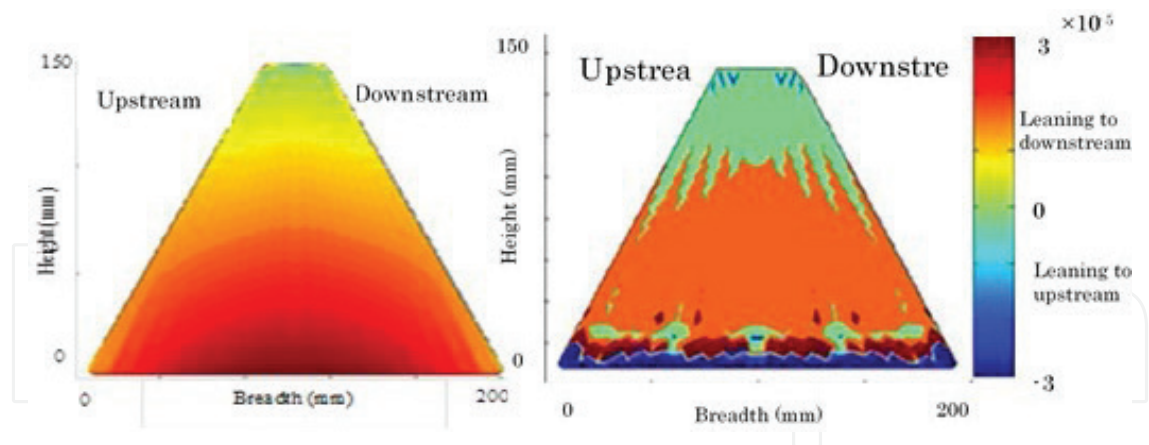 150
Upstream
Downstream
Height(mm)
0
0
Breadth (mm)
200
150
Upstrea
Downstre
Height (mm)
0
0
Breadth (mm)
200
×10⁻⁵
3
Leaning to
downstream
0
Leaning to
upstream
-3